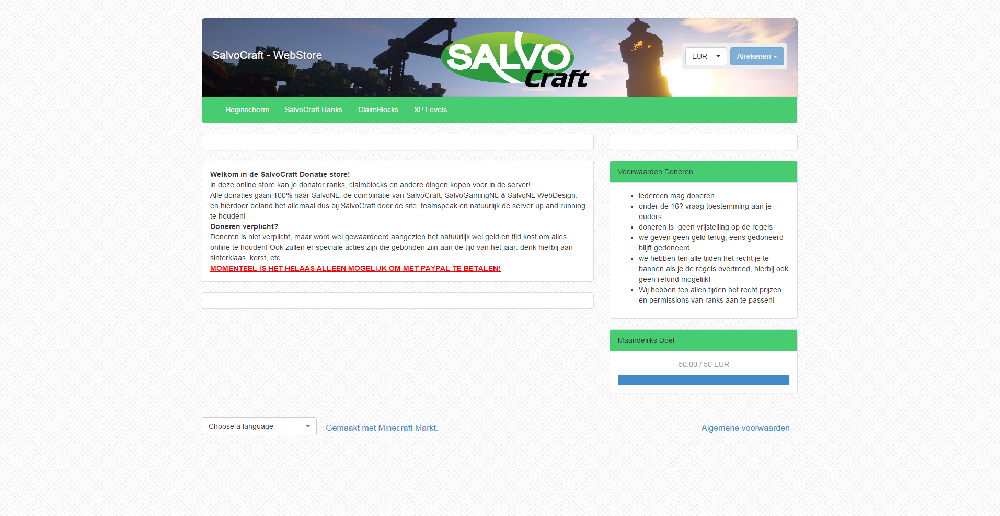 SalvoCraft - WebStore
SALVO
Craft
EUR
Afrekenen
Beginscherm
SalvoCraft Ranks
ClaimBlocks
XP Levels
Welkom in de SalvoCraft Donatie store!
in deze online store kan je donator ranks, claimblocks en andere dingen kopen voor in de server!
Alle donaties gaan 100% naar SalvoNL, de combinatie van SalvoCraft, SalvoGamingNL & SalvoNL WebDesign.
en hierdoor beland het allemaal dus bij SalvoCraft door de site, teamspeak en natuurlijk de server up and running
te houden!
Doneren verplicht?
Doneren is niet verplicht, maar word wel gewaardeerd aangezien het natuurlijk wel geld en tijd kost om alles
online te houden! Ook zullen er speciale acties zijn die gebonden zijn aan de tijd van het jaar. denk hierbij aan
sinterklaas, kerst, etc.
MOMENTEEL IS HET HELAAS ALLEEN MOGELIJK OM MET PAYPAL TE BETALEN!
Voorwaarden Doneren
iedereen mag doneren
onder de 16? vraag toestemming aan je
ouders
doneren is  geen vrijstelling op de regels
we geven geen geld terug, eens gedoneerd
blijft gedoneerd.
we hebben ten alle tijden het recht je te
bannen als je de regels overtreed, hierbij ook
geen refund mogelijk!
Wij hebben ten allen tijden het recht prijzen
en permissions van ranks aan te passen!
Maandelijks Doel
50.00 / 50 EUR
Choose a language
Gemaakt met Minecraft Markt.
Algemene voorwaarden